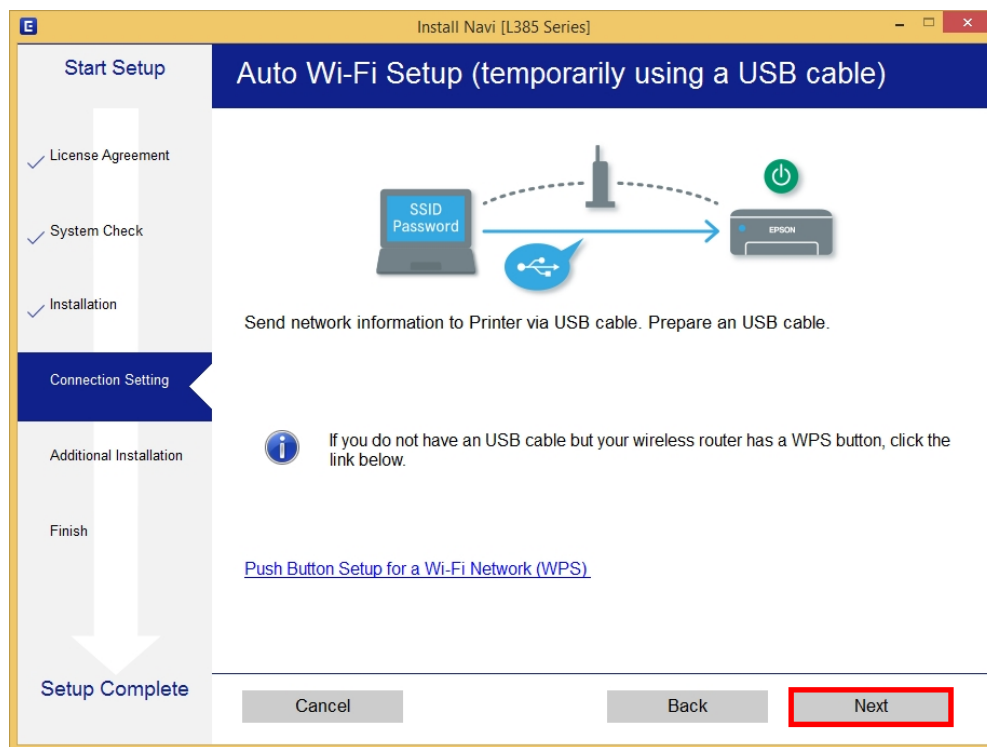 Install Navi [L385 Series]
Start Setup
License Agreement
System Check
Installation
Connection Setting
Additional Installation
Finish
Setup Complete
Auto Wi-Fi Setup (temporarily using a USB cable)
SSID
Password
EPSON
Send network information to Printer via USB cable. Prepare an USB cable.
If you do not have an USB cable but your wireless router has a WPS button, click the
link below.
Push Button Setup for a Wi-Fi Network (WPS)
Cancel
Back
Next